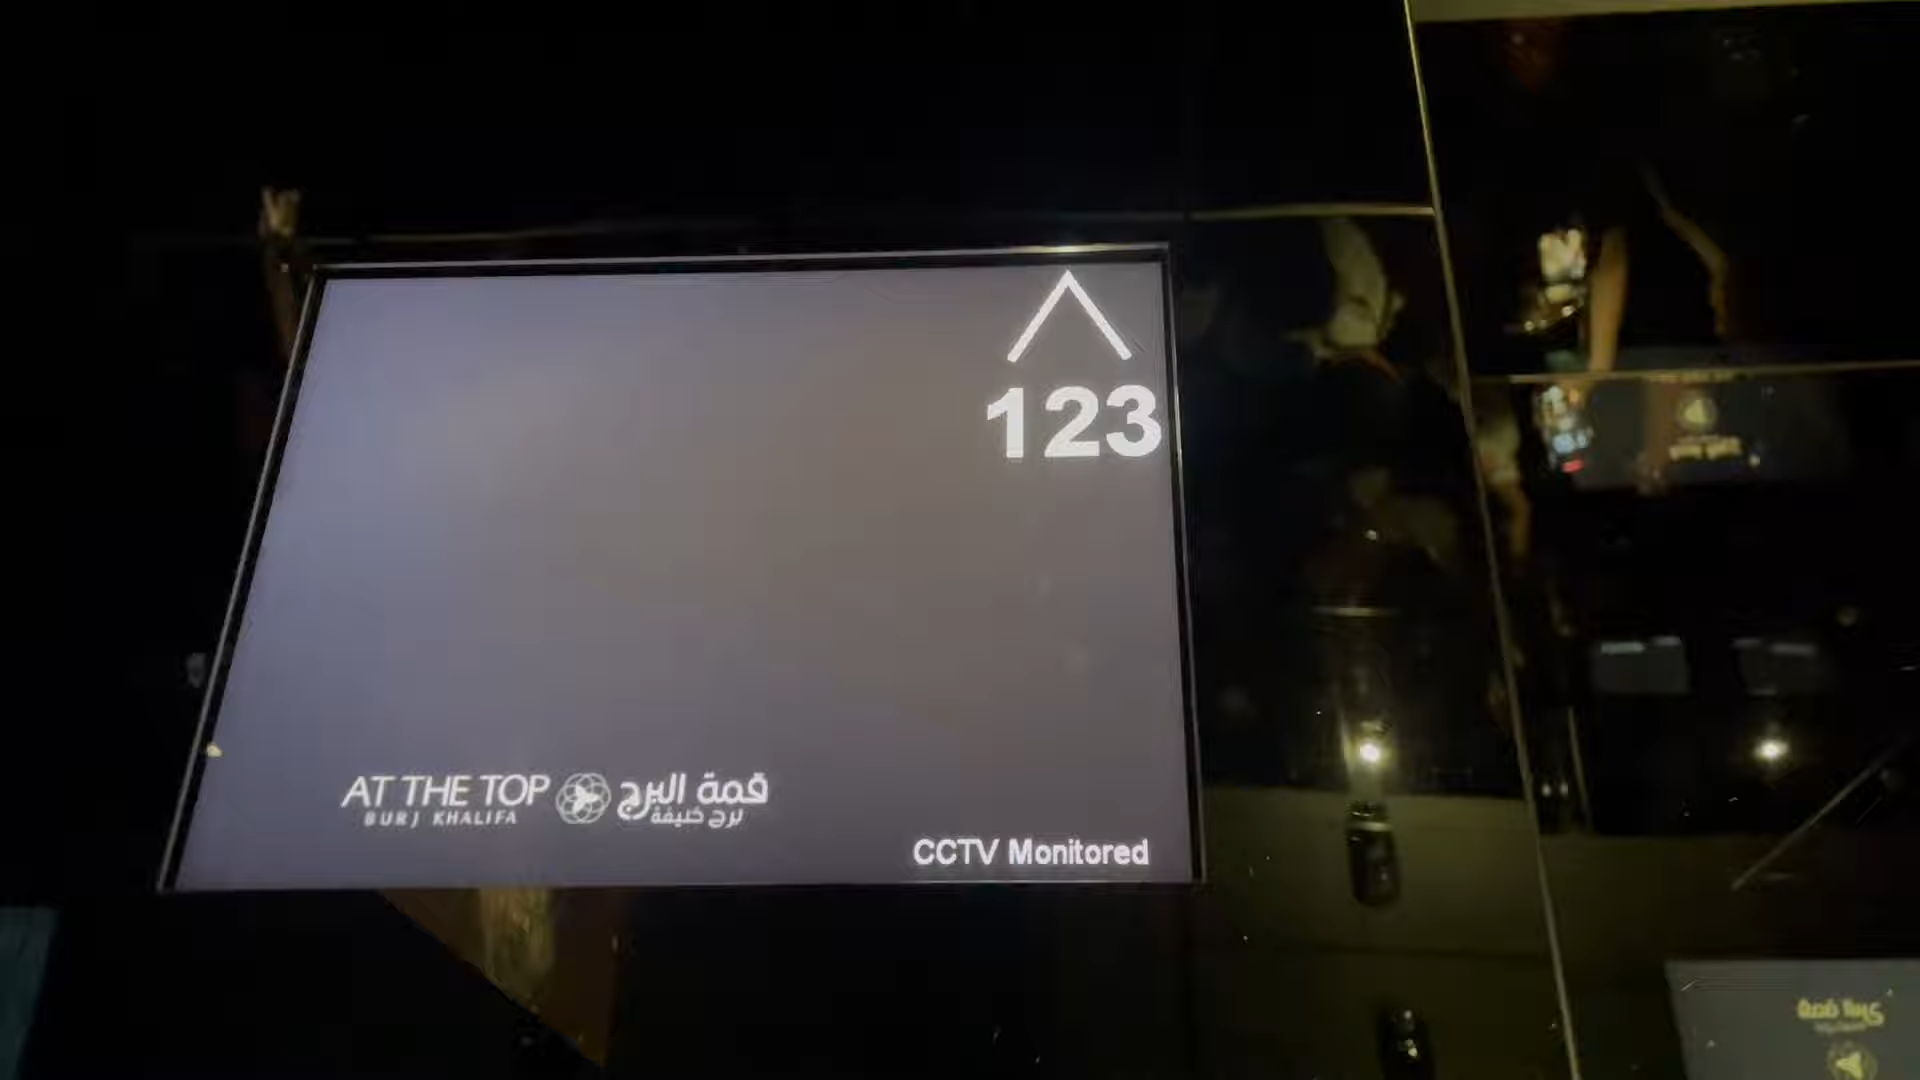 123
AT THE TOP
BURJ KHALIFA
قمة البرج
برج خليفة
CCTV Monitored